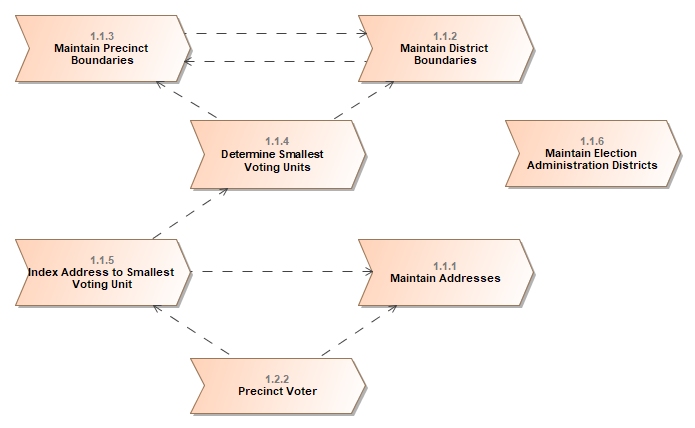 1.1.3
Maintain Precinct
Boundaries
1.1.2
Maintain District
Boundaries
1.1.4
Determine Smallest
Voting Units
1.1.6
Maintain Election
Administration Districts
1.1.5
Index Address to Smallest
Voting Unit
1.1.1
Maintain Addresses
1.2.2
Precinct Voter